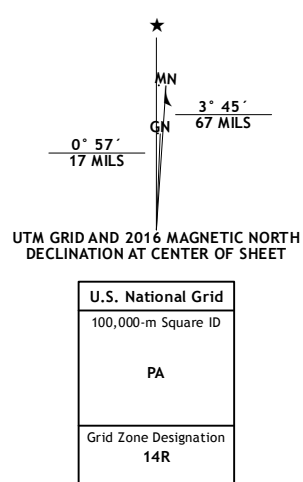 ★
MN
3° 45´
67 MILS
GN
0° 57´
17 MILS
UTM GRID AND 2016 MAGNETIC NORTH
DECLINATION AT CENTER OF SHEET
U.S. National Grid
100,000-m Square ID
PA
Grid Zone Designation
14R